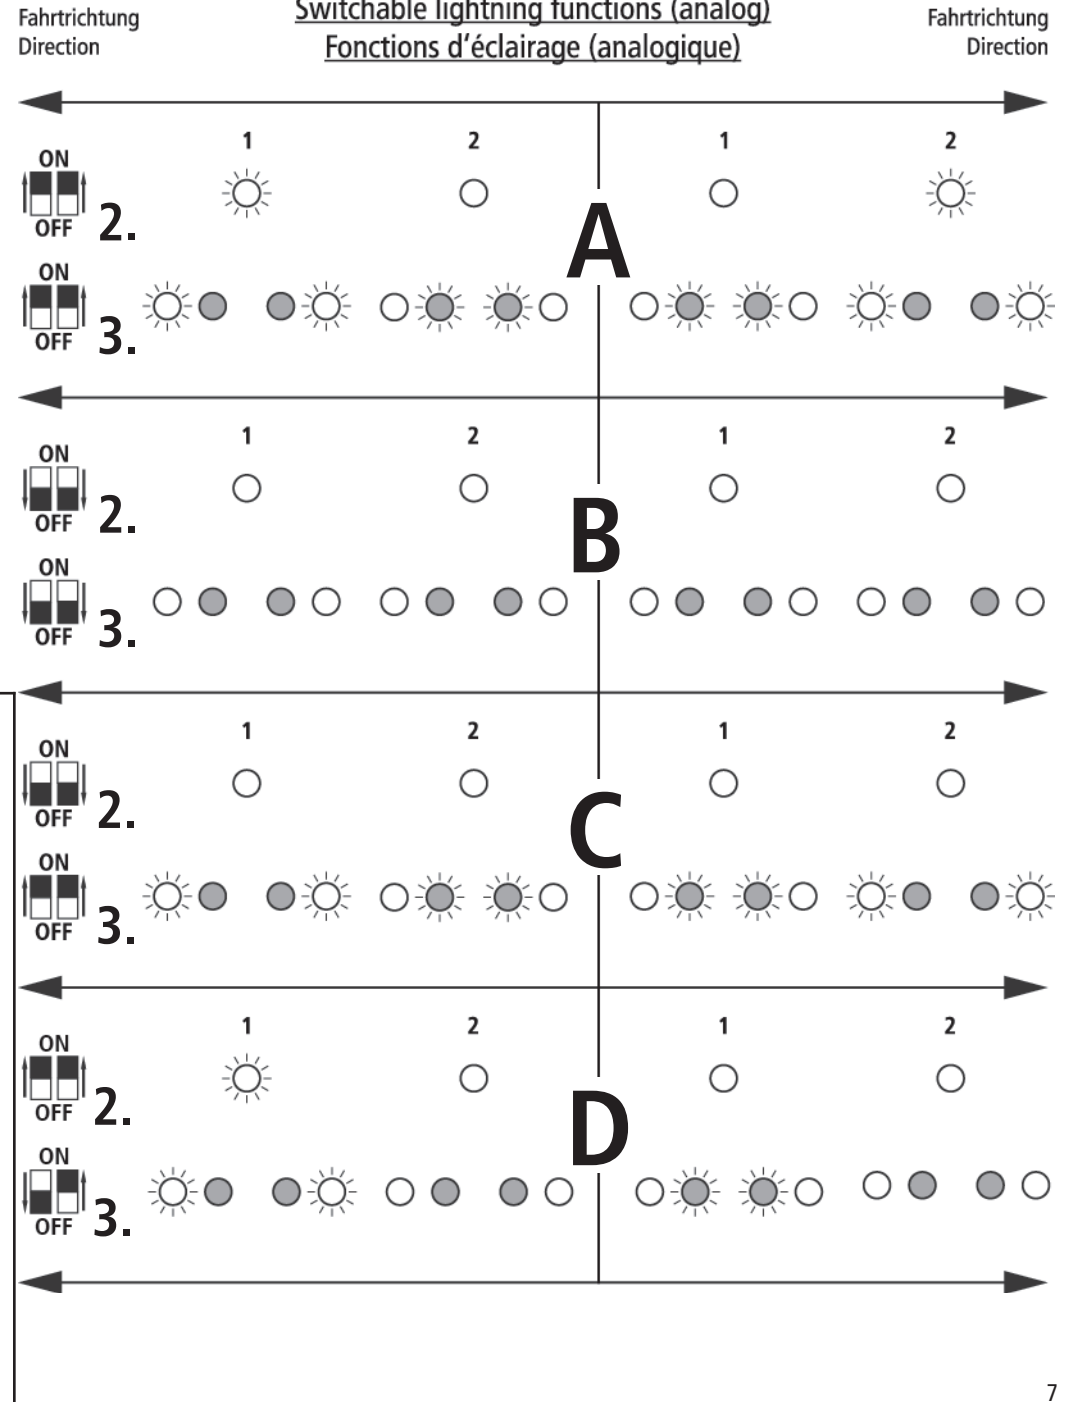 Fahrtrichtung
Direction
Switchable lightning functions (analog)
Fonctions d'éclairage (analogique)
Fahrtrichtung
Direction
1 2 1 2
ON
OFF 2.
A
ON
OFF 3.
1 2 1 2
ON
OFF 2.
B
ON
OFF 3.
1 2 1 2
ON
OFF 2.
C
ON
OFF 3.
1 2 1 2
ON
OFF 2.
D
ON
OFF 3.
7